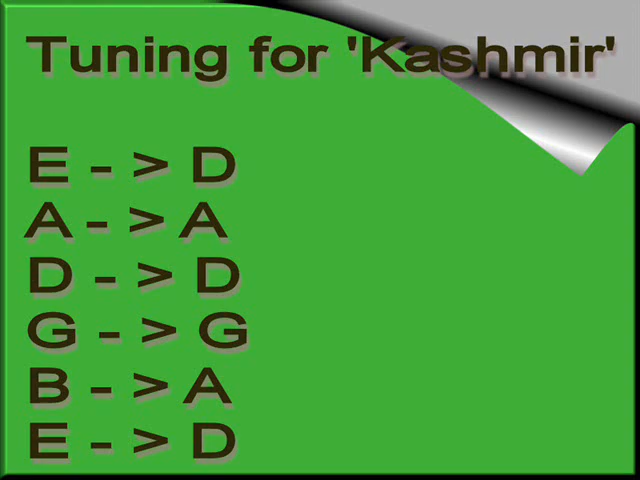 Tuning for 'Kashmir'
E - > D
A - > A
D - > D
G - > G
B - > A
E - > D